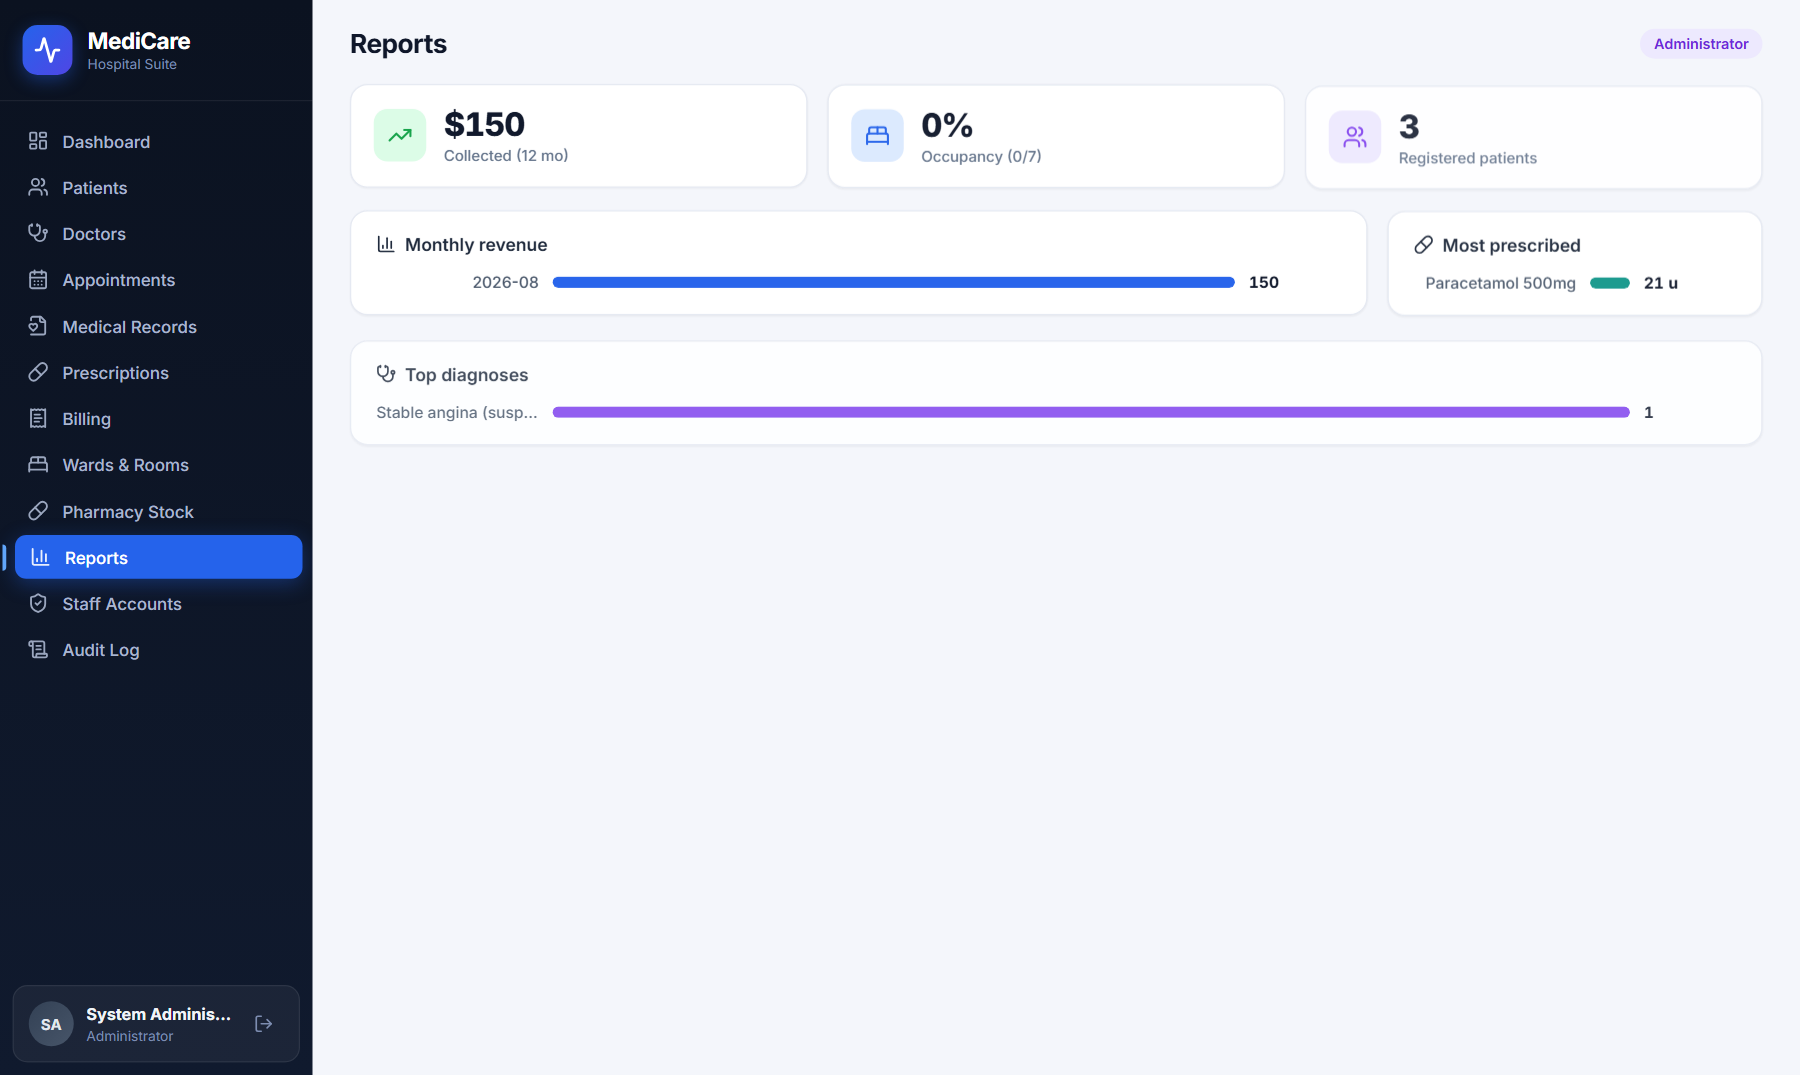 MediCare
Hospital Suite
Dashboard
Patients
Doctors
Appointments
Medical Records
Prescriptions
Billing
Wards & Rooms
Pharmacy Stock
Reports
Staff Accounts
Audit Log
SA
System Adminis...
Administrator
Reports
Administrator
$150
Collected (12 mo)
0%
Occupancy (0/7)
3
Registered patients
Monthly revenue
2026-08 150
Most prescribed
Paracetamol 500mg 21 u
Top diagnoses
Stable angina (susp... 1